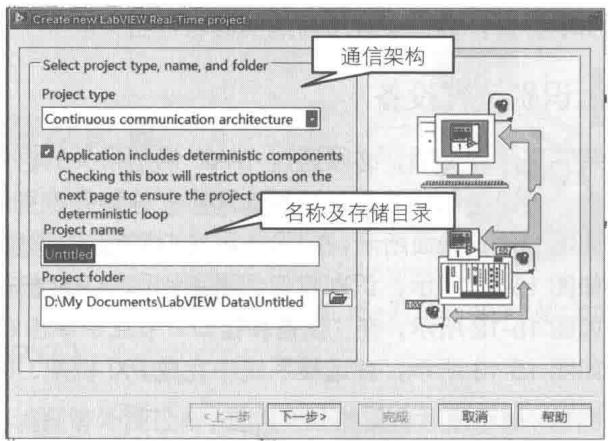 Create new LabVIEW Real-Time project
Select project type, name, and folder
通信架构
Project type
Continuous communication architecture
Application includes deterministic components
Checking this box will restrict options on the
next page to ensure the project
deterministic loop
名称及存储目录
Project name
Untitled
Project folder
D:\My Documents\LabVIEW Data\Untitled
<上一步
下一步>
完成
取消
帮助